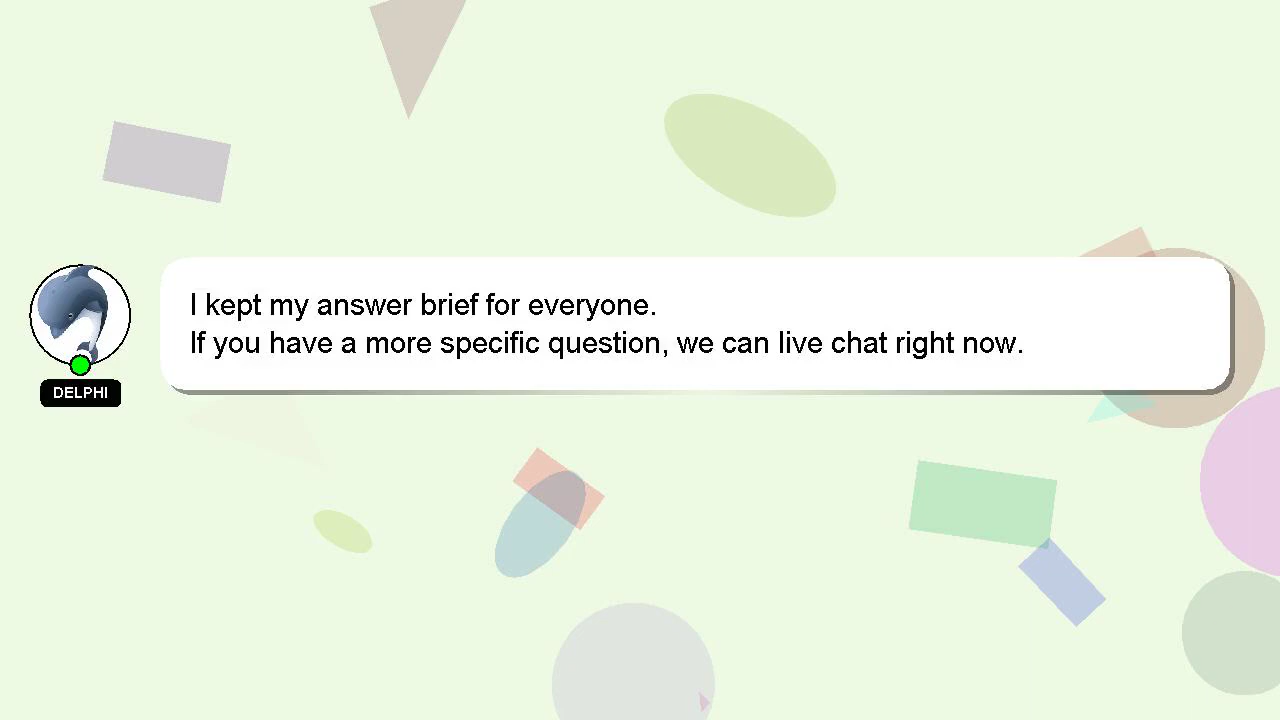 I kept my answer brief for everyone.
If you have a more specific question, we can live chat right now.
DELPHI